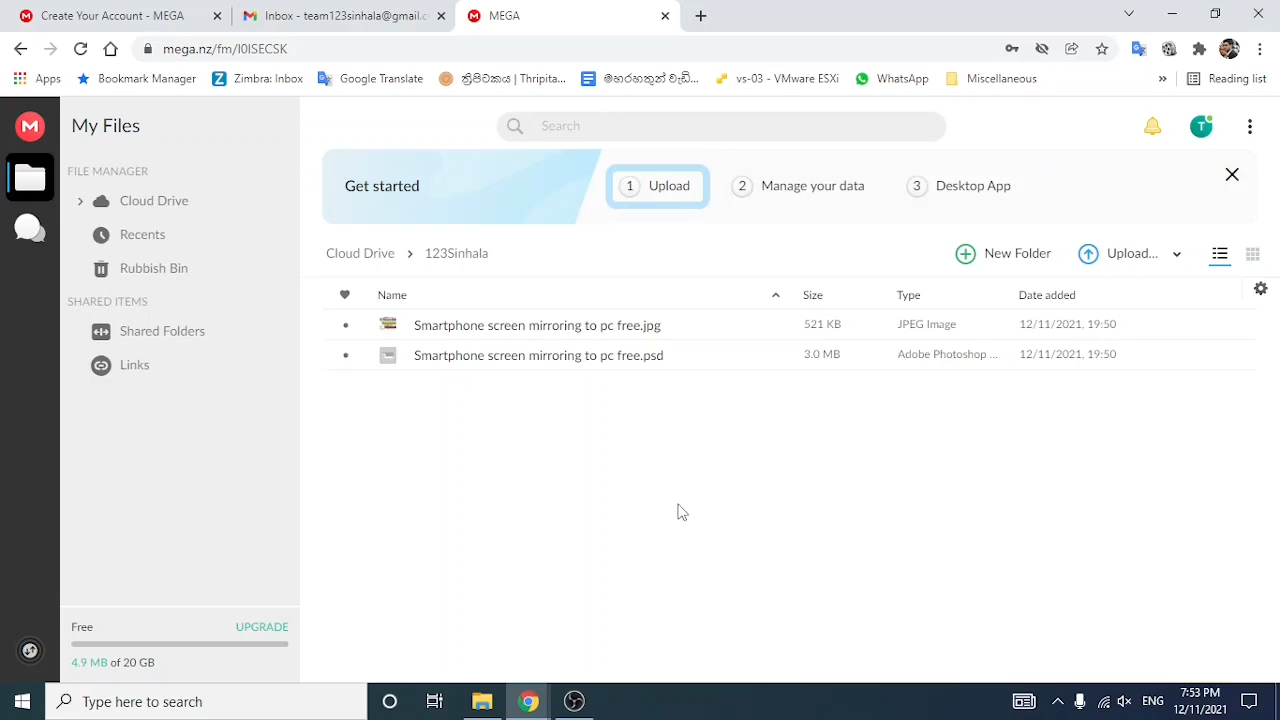 Create Your Account - MEGA
Inbox - team123sinhala@gmail.c
MEGA
mega.nz/fm/I0ISECSK
Apps
Bookmark Manager
Zimbra: Inbox
Google Translate
ත්‍රිපිටකය | Thripita...
vs-03 - VMware ESXi
WhatsApp
Miscellaneous
»
Reading list
My Files
Search
T
FILE MANAGER
Cloud Drive
Recents
Rubbish Bin
SHARED ITEMS
Shared Folders
Links
Get started
1 Upload
2 Manage your data
3 Desktop App
Cloud Drive > 123Sinhala
New Folder
Upload...
Name
Size
Type
Date added
Smartphone screen mirroring to pc free.jpg
521 KB
JPEG Image
12/11/2021, 19:50
Smartphone screen mirroring to pc free.psd
3.0 MB
Adobe Photoshop ...
12/11/2021, 19:50
Free
UPGRADE
4.9 MB of 20 GB
Type here to search
ENG
7:53 PM
12/11/2021